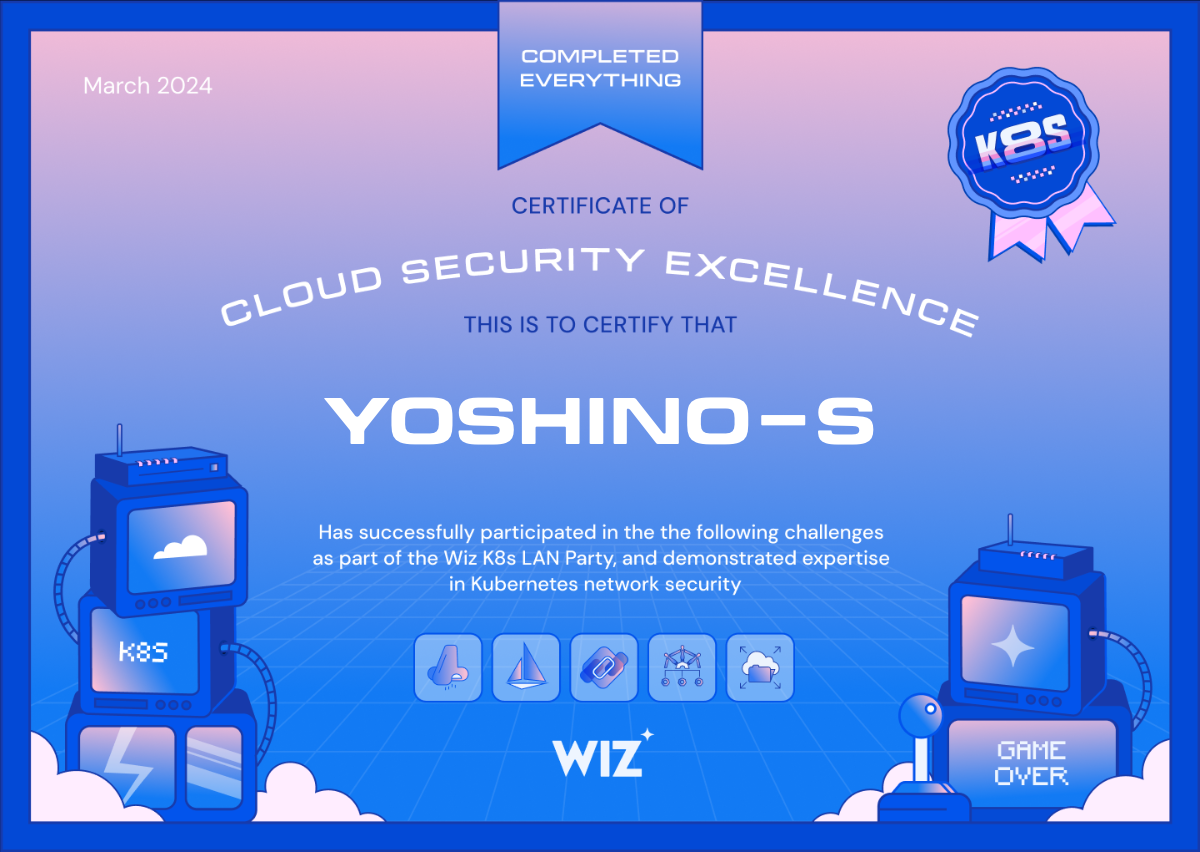 COMPLETED
EVERYTHING
March 2024
K8S
CERTIFICATE OF
CLOUD SECURITY EXCELLENCE
THIS IS TO CERTIFY THAT
YOSHINO-S
Has successfully participated in the the following challenges
as part of the Wiz K8s LAN Party, and demonstrated expertise
in Kubernetes network security
K8S
WIZ
GAME
OVER